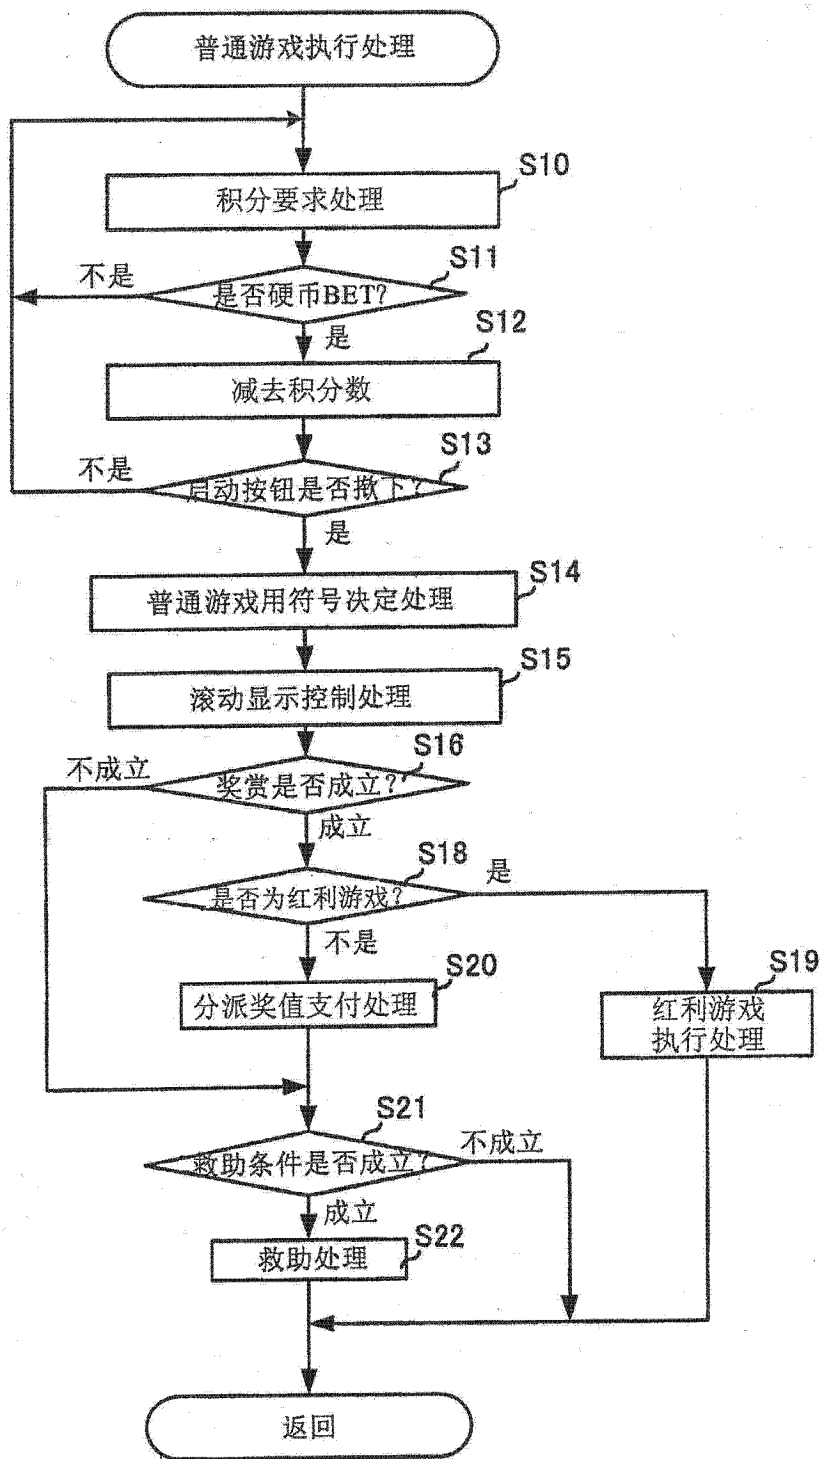 普通游戏执行处理
S10
积分要求处理
S11
不是
是否硬币BET?
是
S12
减去积分数
S13
不是
启动按钮是否揿下?
是
S14
普通游戏用符号决定处理
S15
滚动显示控制处理
S16
不成立
奖赏是否成立?
成立
S18
是
是否为红利游戏?
不是
S20
分派奖值支付处理
S19
红利游戏
执行处理
S21
不成立
救助条件是否成立?
成立
S22
救助处理
返回